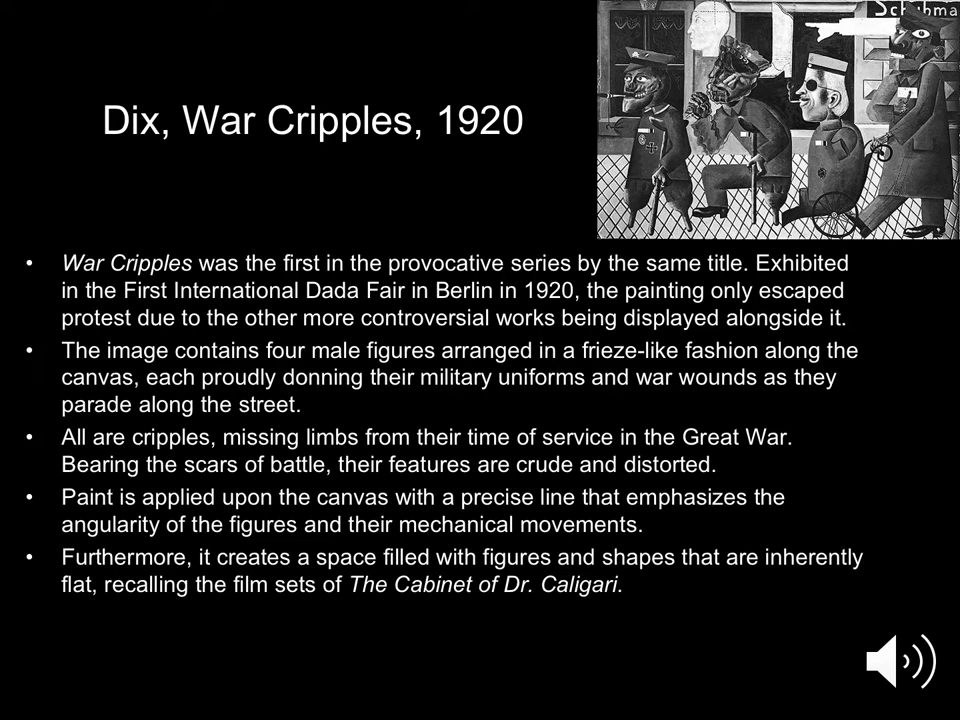 Schuhma
Dix, War Cripples, 1920
• War Cripples was the first in the provocative series by the same title. Exhibited
in the First International Dada Fair in Berlin in 1920, the painting only escaped
protest due to the other more controversial works being displayed alongside it.
• The image contains four male figures arranged in a frieze-like fashion along the
canvas, each proudly donning their military uniforms and war wounds as they
parade along the street.
• All are cripples, missing limbs from their time of service in the Great War.
Bearing the scars of battle, their features are crude and distorted.
• Paint is applied upon the canvas with a precise line that emphasizes the
angularity of the figures and their mechanical movements.
• Furthermore, it creates a space filled with figures and shapes that are inherently
flat, recalling the film sets of The Cabinet of Dr. Caligari.